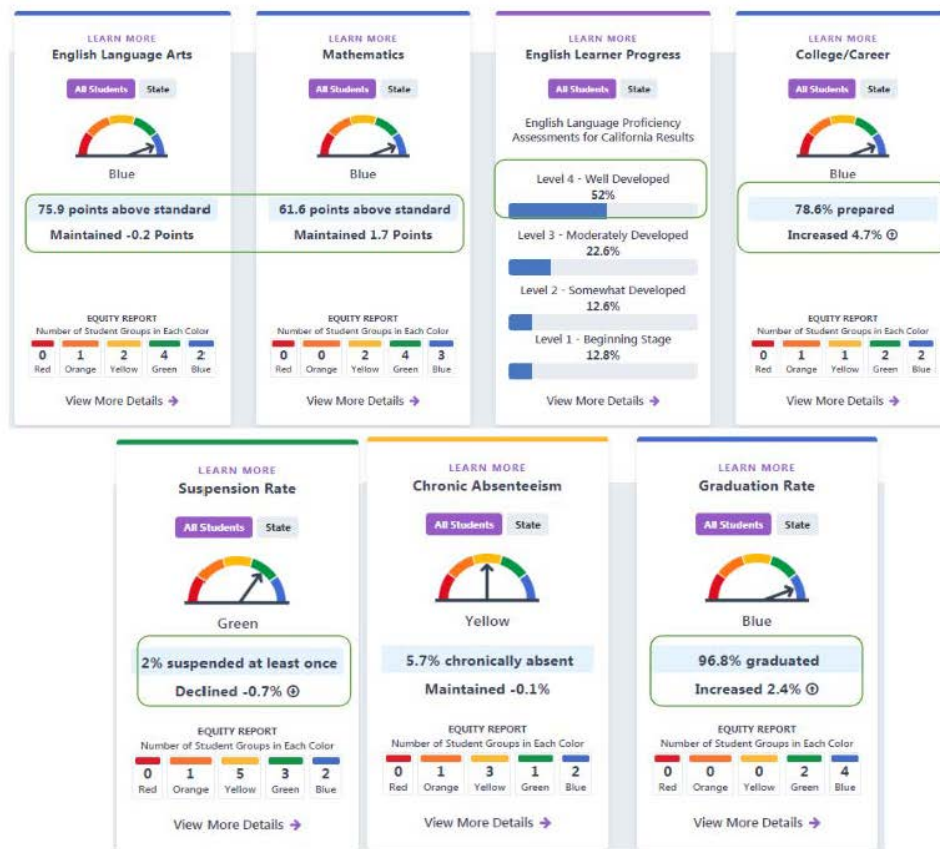 LEARN MORE
English Language Arts
All Students State
Blue
75.9 points above standard
Maintained -0.2 Points
EQUITY REPORT
Number of Student Groups in Each Color
0 1 2 4 2
Red Orange Yellow Green Blue
View More Details →
LEARN MORE
Mathematics
All Students State
Blue
61.6 points above standard
Maintained 1.7 Points
EQUITY REPORT
Number of Student Groups in Each Color
0 0 2 4 3
Red Orange Yellow Green Blue
View More Details →
LEARN MORE
English Learner Progress
All Students State
English Language Proficiency
Assessments for California Results
Level 4 - Well Developed
52%
Level 3 - Moderately Developed
22.6%
Level 2 - Somewhat Developed
12.6%
Level 1 - Beginning Stage
12.8%
View More Details →
LEARN MORE
College/Career
All Students State
Blue
78.6% prepared
Increased 4.7%
EQUITY REPORT
Number of Student Groups in Each Color
0 1 1 2 2
Red Orange Yellow Green Blue
View More Details →
LEARN MORE
Suspension Rate
All Students State
Green
2% suspended at least once
Declined -0.7%
EQUITY REPORT
Number of Student Groups in Each Color
0 1 5 3 2
Red Orange Yellow Green Blue
View More Details →
LEARN MORE
Chronic Absenteeism
All Students State
Yellow
5.7% chronically absent
Maintained -0.1%
EQUITY REPORT
Number of Student Groups in Each Color
0 1 3 1 2
Red Orange Yellow Green Blue
View More Details →
LEARN MORE
Graduation Rate
All Students State
Blue
96.8% graduated
Increased 2.4%
EQUITY REPORT
Number of Student Groups in Each Color
0 0 0 2 4
Red Orange Yellow Green Blue
View More Details →